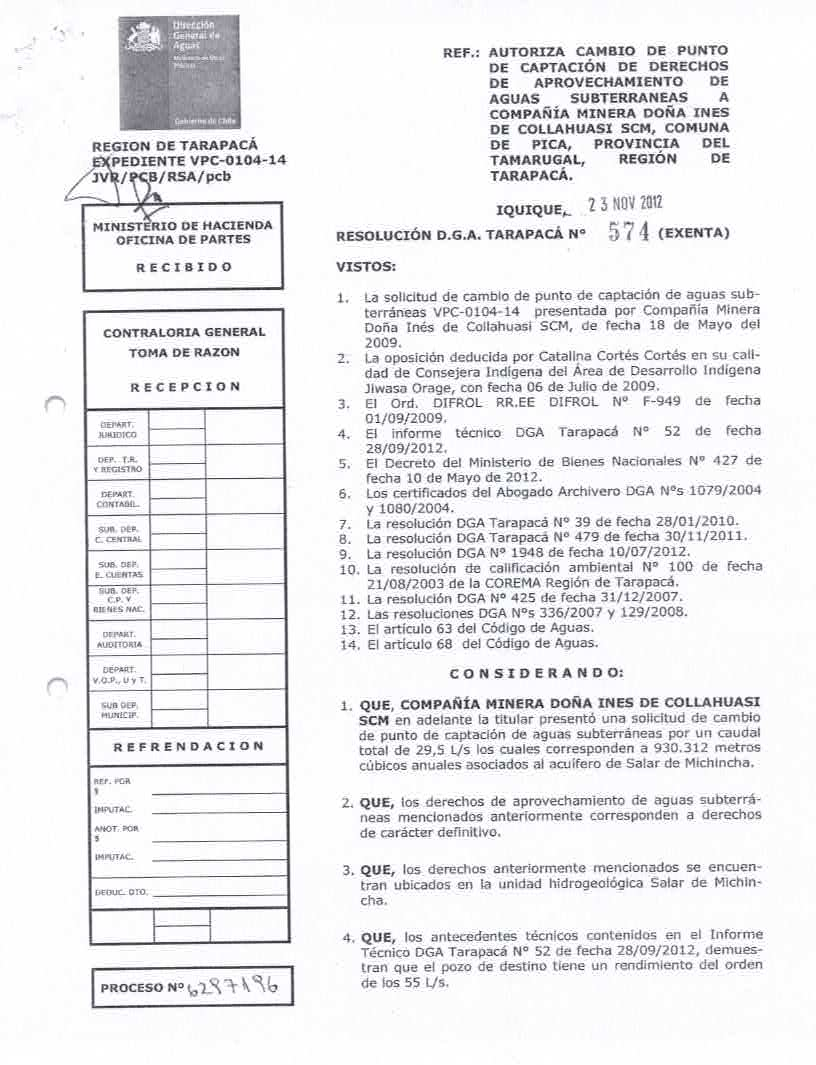 Dirección
General de
Aguas
Ministerio de Obras
Públicas
Gobierno de Chile
REGION DE TARAPACÁ
EXPEDIENTE VPC-0104-14
JVR/PCB/RSA/pcb
MINISTERIO DE HACIENDA
OFICINA DE PARTES
R E C I B I D O
CONTRALORIA GENERAL
TOMA DE RAZON
R E C E P C I O N
DEPART.
JURIDICO
DEP. T.R.
Y REGISTRO
DEPART.
CONTABIL.
SUB. DEP.
C. CENTRAL
SUB. DEP.
E. CUENTAS
SUB. DEP.
C.P. Y
BIENES NAC.
DEPART.
AUDITORIA
DEPART.
V.O.P., U y T.
SUB DEP.
MUNICIP.
R E F R E N D A C I O N
REF. POR
$
IMPUTAC.
ANOT. POR
$
IMPUTAC.
DEDUC. DTO.
PROCESO Nº 6297196
REF.: AUTORIZA CAMBIO DE PUNTO
DE CAPTACIÓN DE DERECHOS
DE APROVECHAMIENTO DE
AGUAS SUBTERRANEAS A
COMPAÑÍA MINERA DOÑA INES
DE COLLAHUASI SCM, COMUNA
DE PICA, PROVINCIA DEL
TAMARUGAL, REGIÓN DE
TARAPACÁ.
IQUIQUE, 23 NOV 2012
RESOLUCIÓN D.G.A. TARAPACÁ Nº 574 (EXENTA)
VISTOS:
1. La solicitud de cambio de punto de captación de aguas sub-
terráneas VPC-0104-14 presentada por Compañía Minera
Doña Inés de Collahuasi SCM, de fecha 18 de Mayo del
2009.
2. La oposición deducida por Catalina Cortés Cortés en su cali-
dad de Consejera Indígena del Área de Desarrollo Indígena
Jiwasa Orage, con fecha 06 de Julio de 2009.
3. El Ord. DIFROL RR.EE DIFROL Nº F-949 de fecha
01/09/2009.
4. El informe técnico DGA Tarapacá Nº 52 de fecha
28/09/2012.
5. El Decreto del Ministerio de Bienes Nacionales Nº 427 de
fecha 10 de Mayo de 2012.
6. Los certificados del Abogado Archivero DGA Nºs 1079/2004
y 1080/2004.
7. La resolución DGA Tarapacá Nº 39 de fecha 28/01/2010.
8. La resolución DGA Tarapacá Nº 479 de fecha 30/11/2011.
9. La resolución DGA Nº 1948 de fecha 10/07/2012.
10. La resolución de calificación ambiental Nº 100 de fecha
21/08/2003 de la COREMA Región de Tarapacá.
11. La resolución DGA Nº 425 de fecha 31/12/2007.
12. Las resoluciones DGA NºS 336/2007 y 129/2008.
13. El artículo 63 del Código de Aguas.
14. El artículo 68 del Código de Aguas.
C O N S I D E R A N D O:
1. QUE, COMPAÑÍA MINERA DOÑA INES DE COLLAHUASI
SCM en adelante la titular presentó una solicitud de cambio
de punto de captación de aguas subterráneas por un caudal
total de 29,5 L/s los cuales corresponden a 930.312 metros
cúbicos anuales asociados al acuífero de Salar de Michincha.
2. QUE, los derechos de aprovechamiento de aguas subterrá-
neas mencionados anteriormente corresponden a derechos
de carácter definitivo.
3. QUE, los derechos anteriormente mencionados se encuen-
tran ubicados en la unidad hidrogeológica Salar de Michin-
cha.
4. QUE, los antecedentes técnicos contenidos en el Informe
Técnico DGA Tarapacá Nº 52 de fecha 28/09/2012, demues-
tran que el pozo de destino tiene un rendimiento del orden
de los 55 L/s.